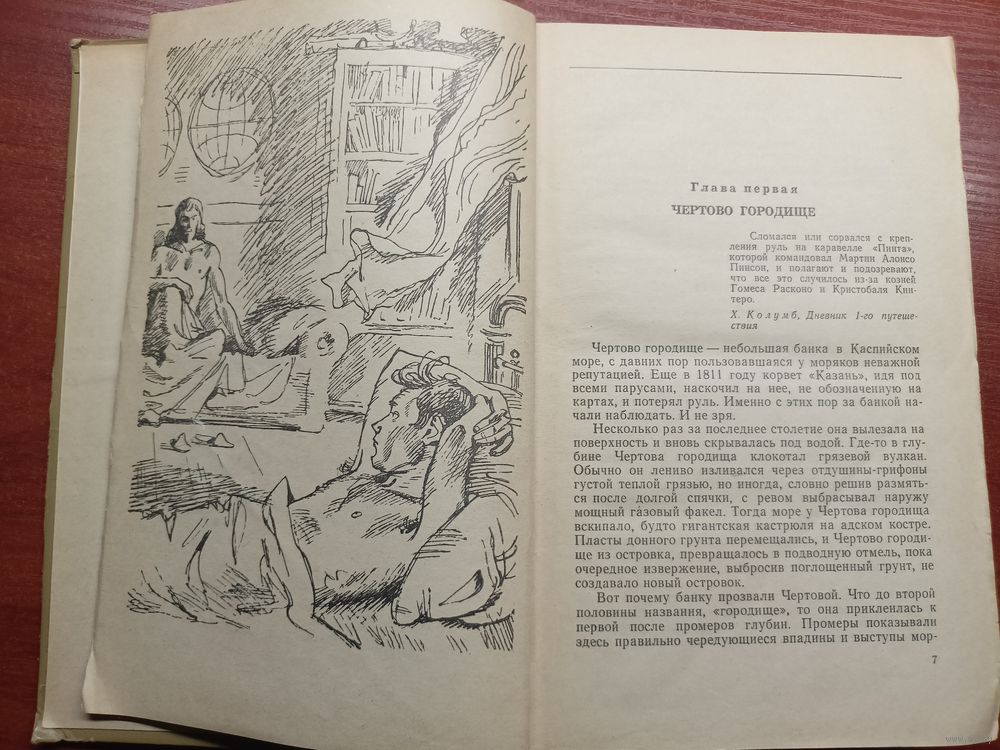 Глава первая
ЧЕРТОВО ГОРОДИЩЕ
Сломался или сорвался с креп-
ления руль на каравелле «Пинта»,
которой командовал Мартин Алонсо
Пинсон, и полагают и подозревают,
что все это случилось из-за козней
Гомеса Расконо и Кристобаля Кин-
теро.
Х. Колумб, Дневник 1-го путеше-
ствия
Чертово городище — небольшая банка в Каспийском
море, с давних пор пользовавшаяся у моряков неважной
репутацией. Еще в 1811 году корвет «Казань», идя под
всеми парусами, наскочил на нее, не обозначенную на
картах, и потерял руль. Именно с этих пор за банкой на-
чали наблюдать. И не зря.
Несколько раз за последнее столетие она вылезала на
поверхность и вновь скрывалась под водой. Где-то в глу-
бине Чертова городища клокотал грязевой вулкан.
Обычно он лениво изливался через отдушины-грифоны
густой теплой грязью, но иногда, словно решив размять-
ся после долгой спячки, с ревом выбрасывал наружу
мощный газовый факел. Тогда море у Чертова городища
вскипало, будто гигантская кастрюля на адском костре.
Пласты донного грунта перемещались, и Чертово городи-
ще из островка, превращалось в подводную отмель, пока
очередное извержение, выбросив поглощенный грунт, не
создавало новый островок.
Вот почему банку прозвали Чертовой. Что до второй
половины названия, «городище», то она приклеилась к
первой после промеров глубин. Промеры показывали
здесь правильно чередующиеся впадины и выступы мор-
7